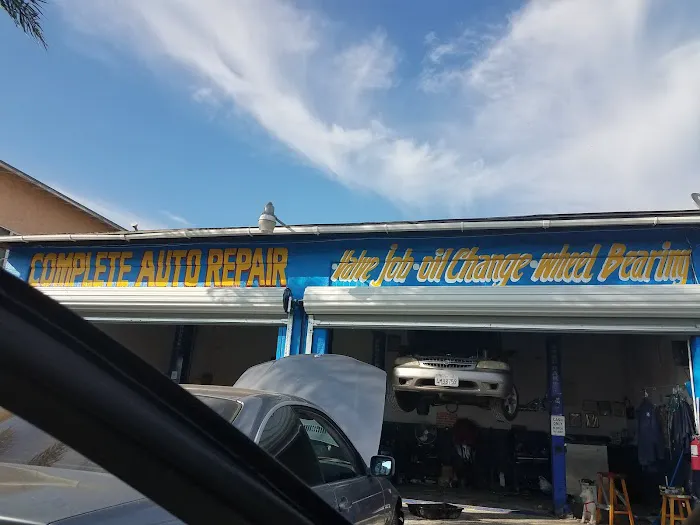 COMPLETE AUTO REPAIR
Valve Job - oil Change - wheel Bearing